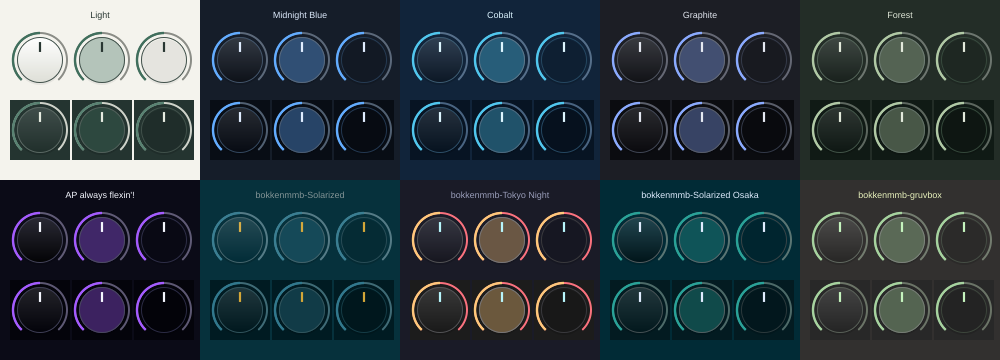 Light
Midnight Blue
Cobalt
Graphite
Forest
AP always flexin'!
bokkenmmb-Solarized
bokkenmmb-Tokyo Night
bokkenmmb-Solarized Osaka
bokkenmmb-gruvbox